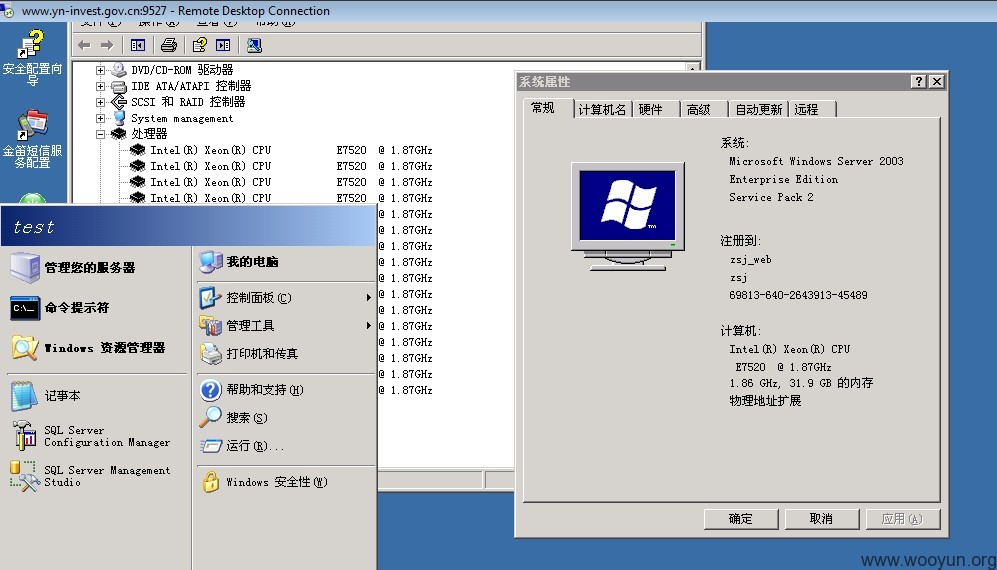 www.yn-invest.gov.cn:9527 - Remote Desktop Connection
安全配置向导
金笛短信服务配置
DVD/CD-ROM 驱动器
IDE ATA/ATAPI 控制器
SCSI 和 RAID 控制器
System management
处理器
Intel(R) Xeon(R) CPU E7520 @ 1.87GHz
Intel(R) Xeon(R) CPU E7520 @ 1.87GHz
Intel(R) Xeon(R) CPU E7520 @ 1.87GHz
Intel(R) Xeon(R) CPU E7520 @ 1.87GHz
@ 1.87GHz
@ 1.87GHz
@ 1.87GHz
@ 1.87GHz
@ 1.87GHz
@ 1.87GHz
@ 1.87GHz
@ 1.87GHz
@ 1.87GHz
@ 1.87GHz
@ 1.87GHz
@ 1.87GHz
test
管理您的服务器
命令提示符
Windows 资源管理器
记事本
SQL Server
Configuration Manager
SQL Server Management
Studio
我的电脑
控制面板(C)
管理工具
打印机和传真
帮助和支持(H)
搜索(S)
运行(R)...
Windows 安全性(W)
系统属性
常规 计算机名 硬件 高级 自动更新 远程
系统:
Microsoft Windows Server 2003
Enterprise Edition
Service Pack 2
注册到:
zsj_web
zsj
69813-640-2643913-45489
计算机:
Intel(R) Xeon(R) CPU
E7520 @ 1.87GHz
1.86 GHz, 31.9 GB 的内存
物理地址扩展
确定 取消 应用(A)
www.wooyun.org